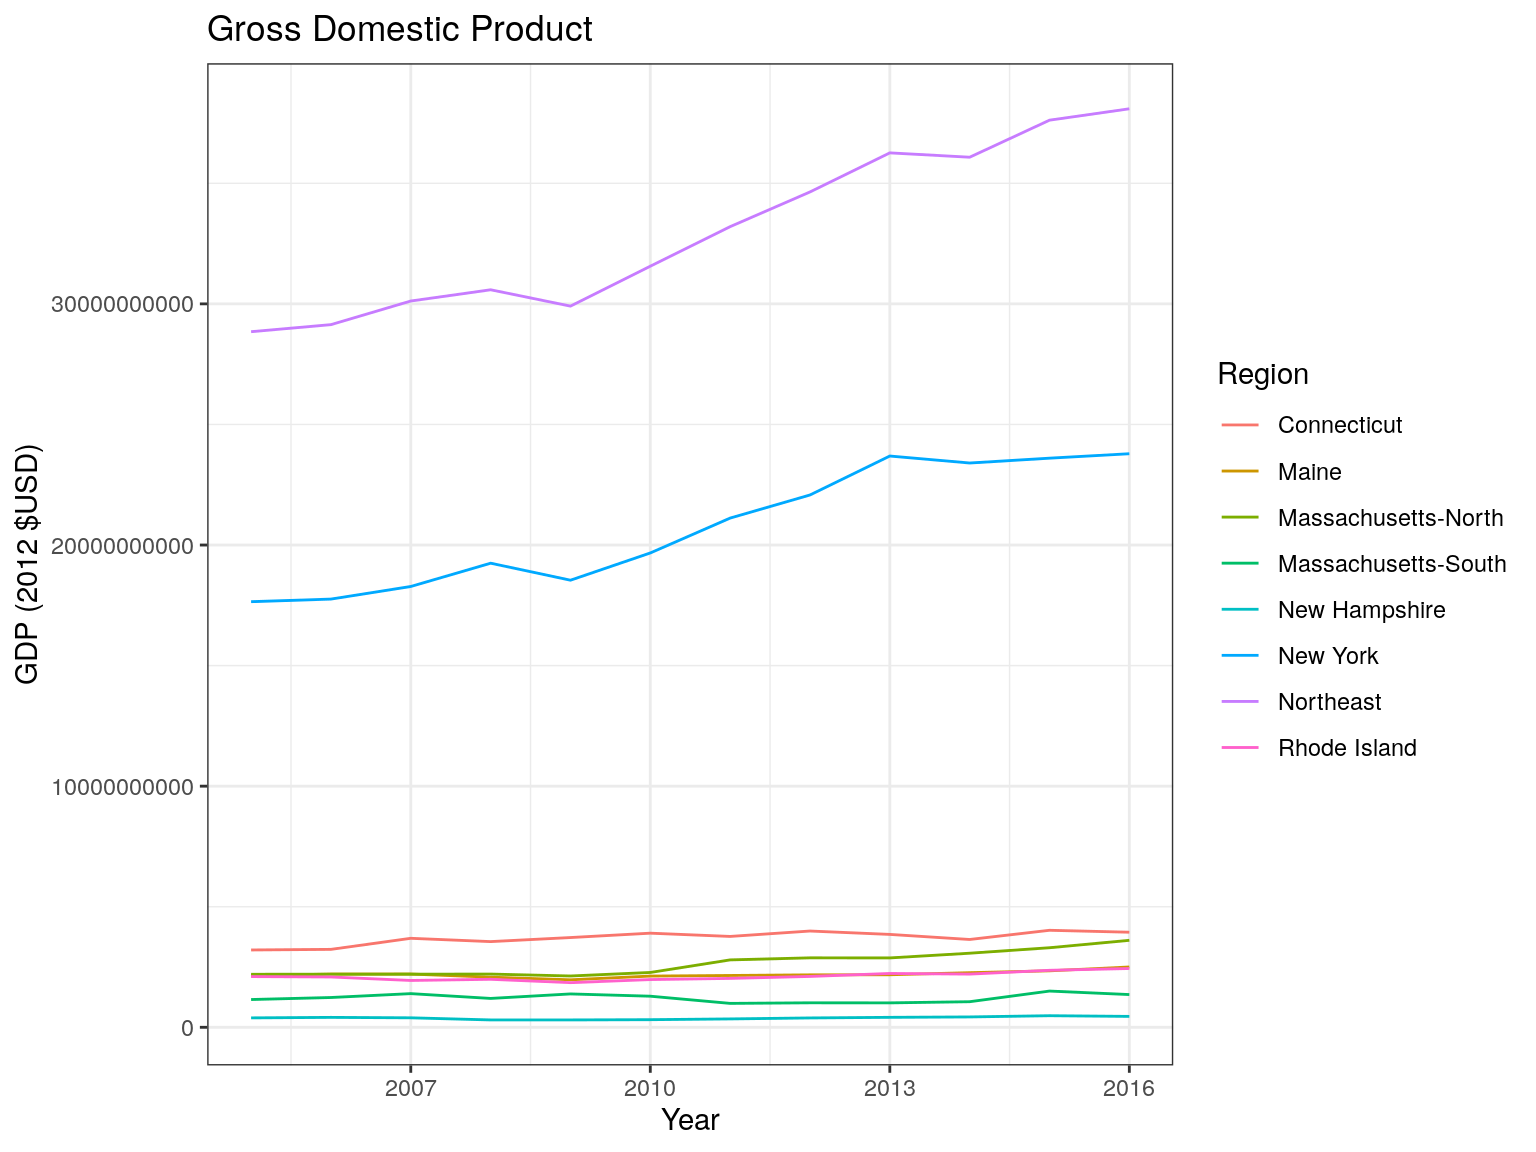 Gross Domestic Product
GDP (2012 $USD)
30000000000
20000000000
10000000000
0
2007
2010
2013
2016
Year
Region
Connecticut
Maine
Massachusetts-North
Massachusetts-South
New Hampshire
New York
Northeast
Rhode Island